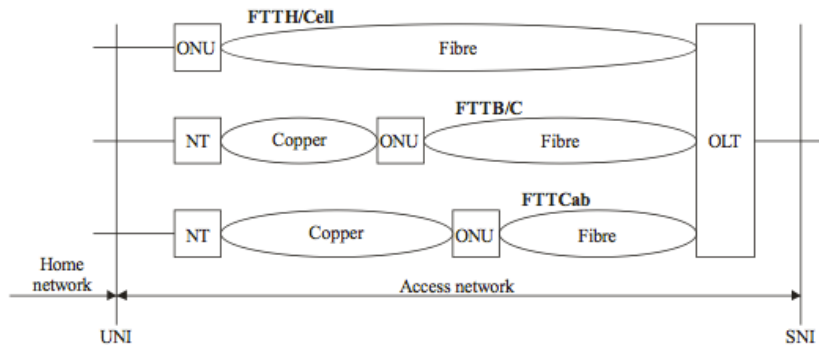 FTTH/Cell
ONU
Fibre
FTTB/C
NT
Copper
ONU
Fibre
OLT
FTTCab
NT
Copper
ONU
Fibre
Home
network
Access network
UNI
SNI